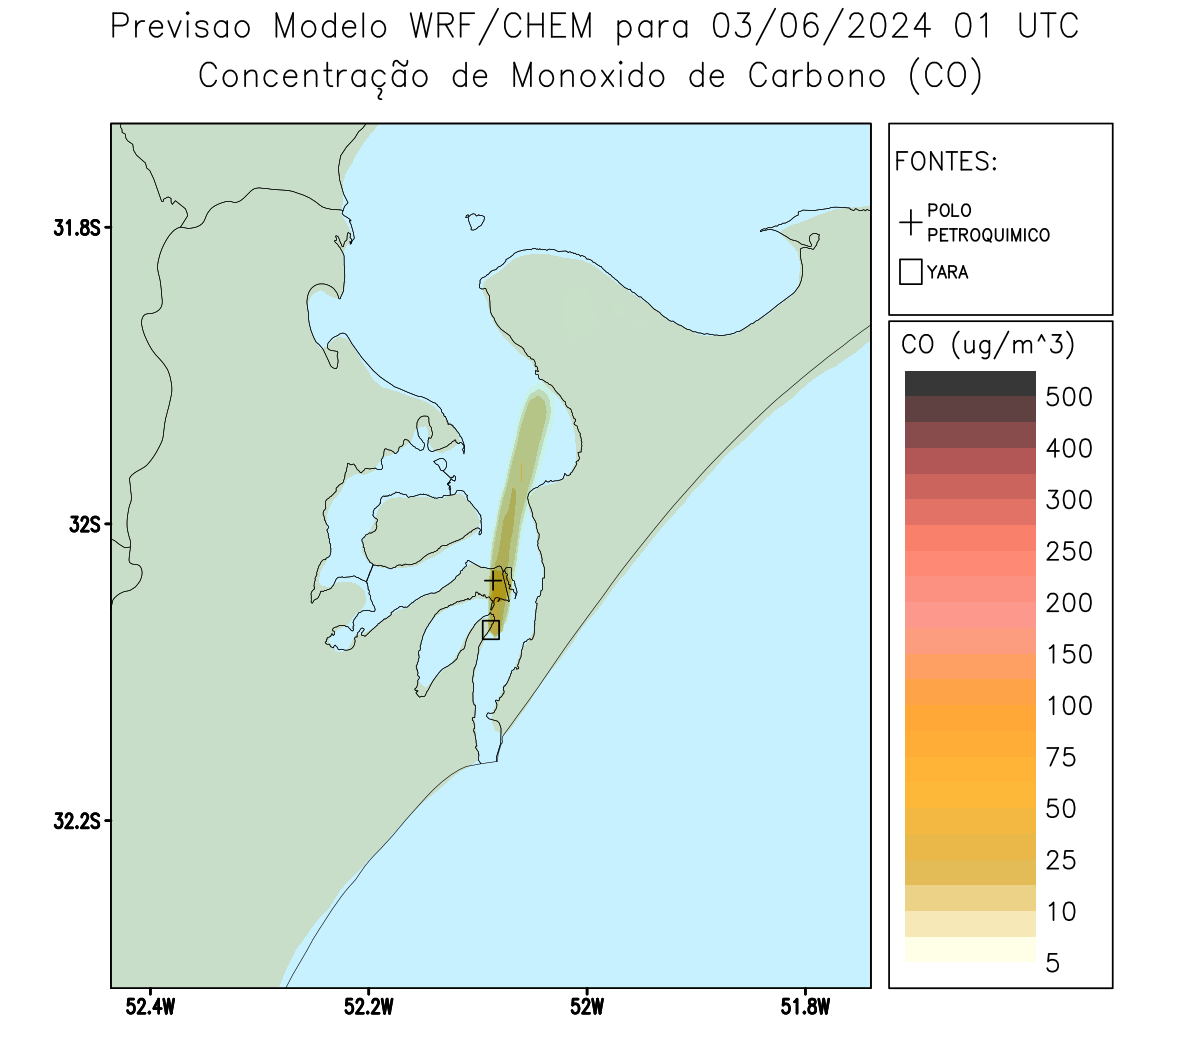 Previsao Modelo WRF/CHEM para 03/06/2024 01 UTC
Concentração de Monoxido de Carbono (CO)
FONTES:
POLO
PETROQUIMICO
YARA
CO (ug/m^3)
500
400
300
250
200
150
100
75
50
25
10
5
31.8S
32S
32.2S
52.4W
52.2W
52W
51.8W